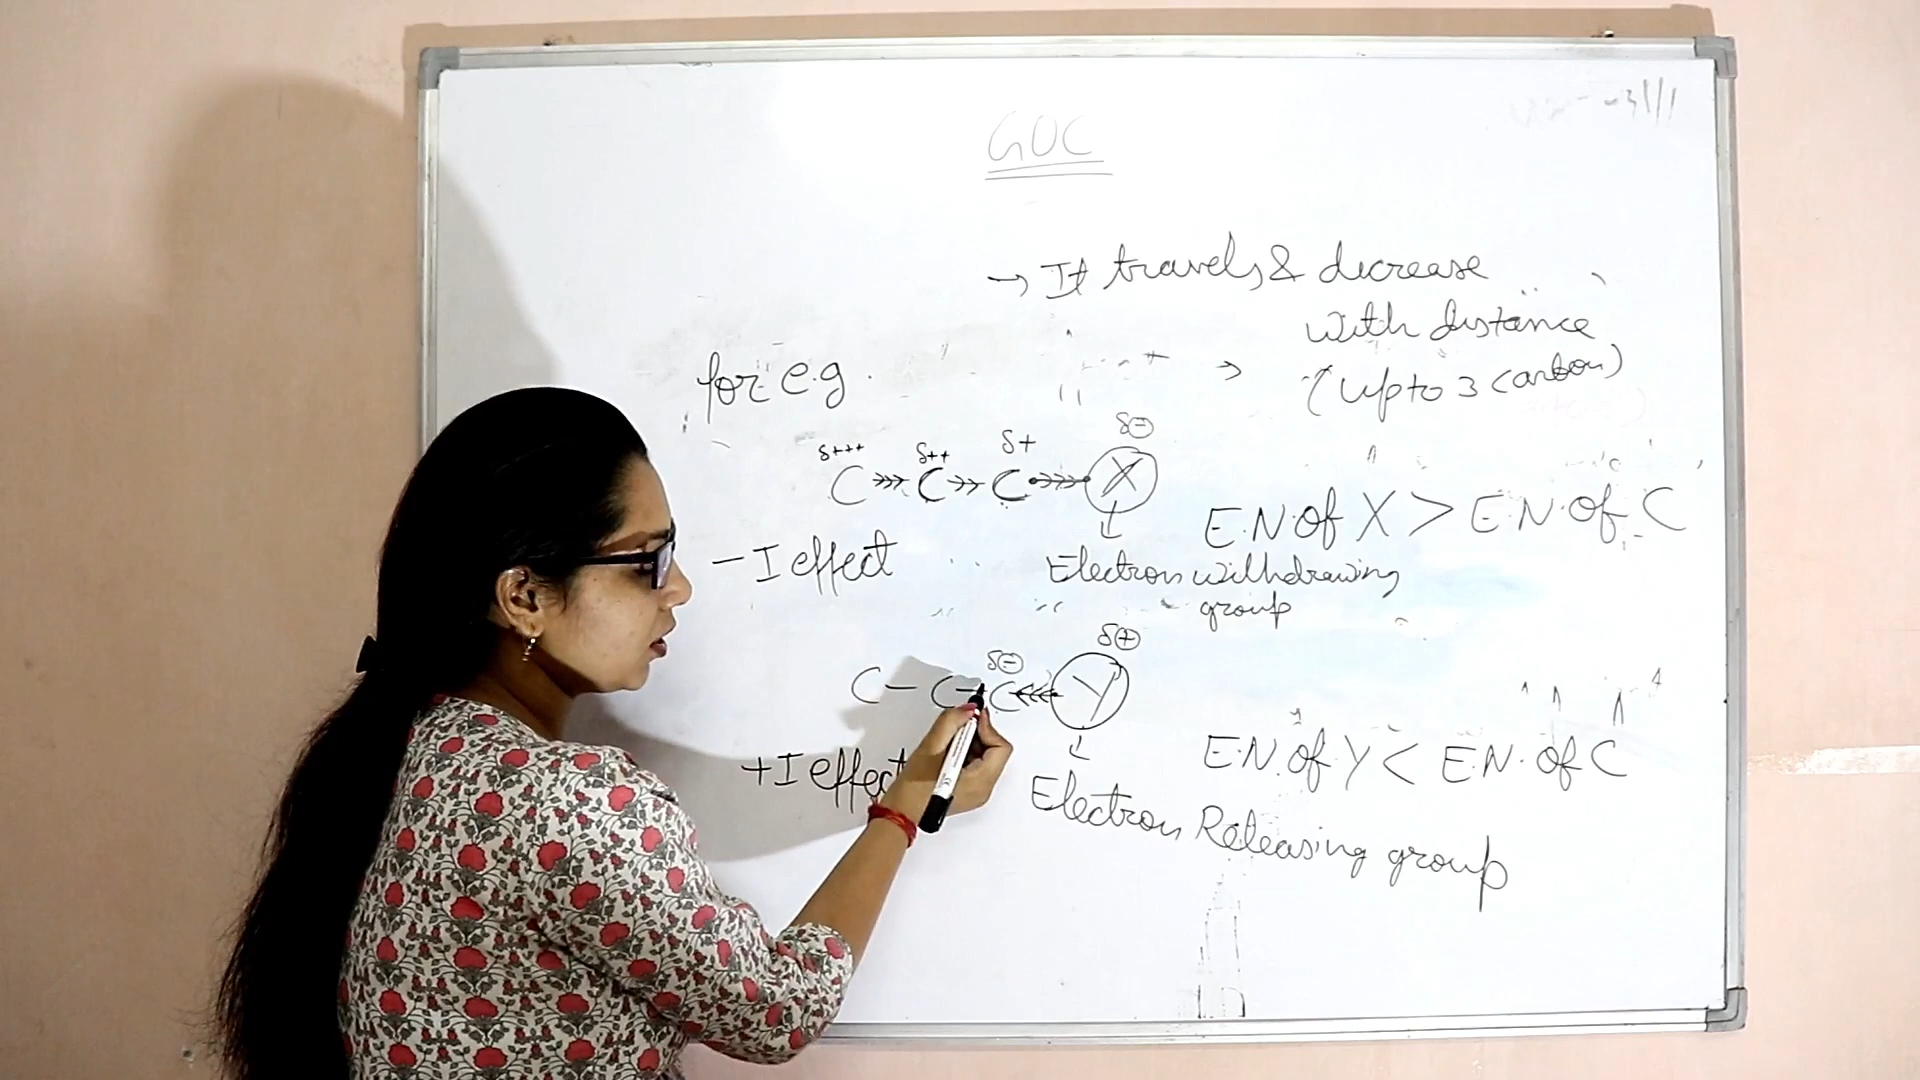 GOC
→ It travels & decrease
with distance
(Upto 3 Carbon)
for e.g.
δ+++ δ++ δ+ δ⊖
C ⋙ C ≫ C ⋙ X
E.N. of X > E.N. of C
- I effect
Electron withdrawing
group
δ⊖ δ⊕
C - C - C ⋘ Y
E.N. of Y < E.N. of C
+ I effect
Electron Releasing group